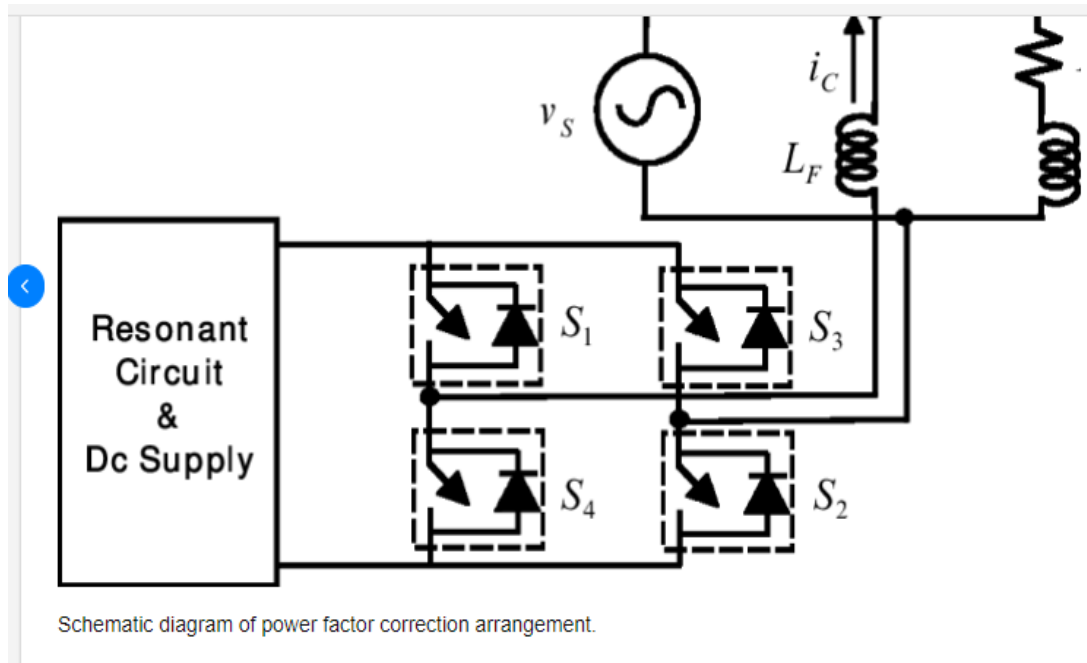 i_C
v_S
L_F
Resonant
Circuit
&
Dc Supply
S_1
S_3
S_4
S_2
Schematic diagram of power factor correction arrangement.